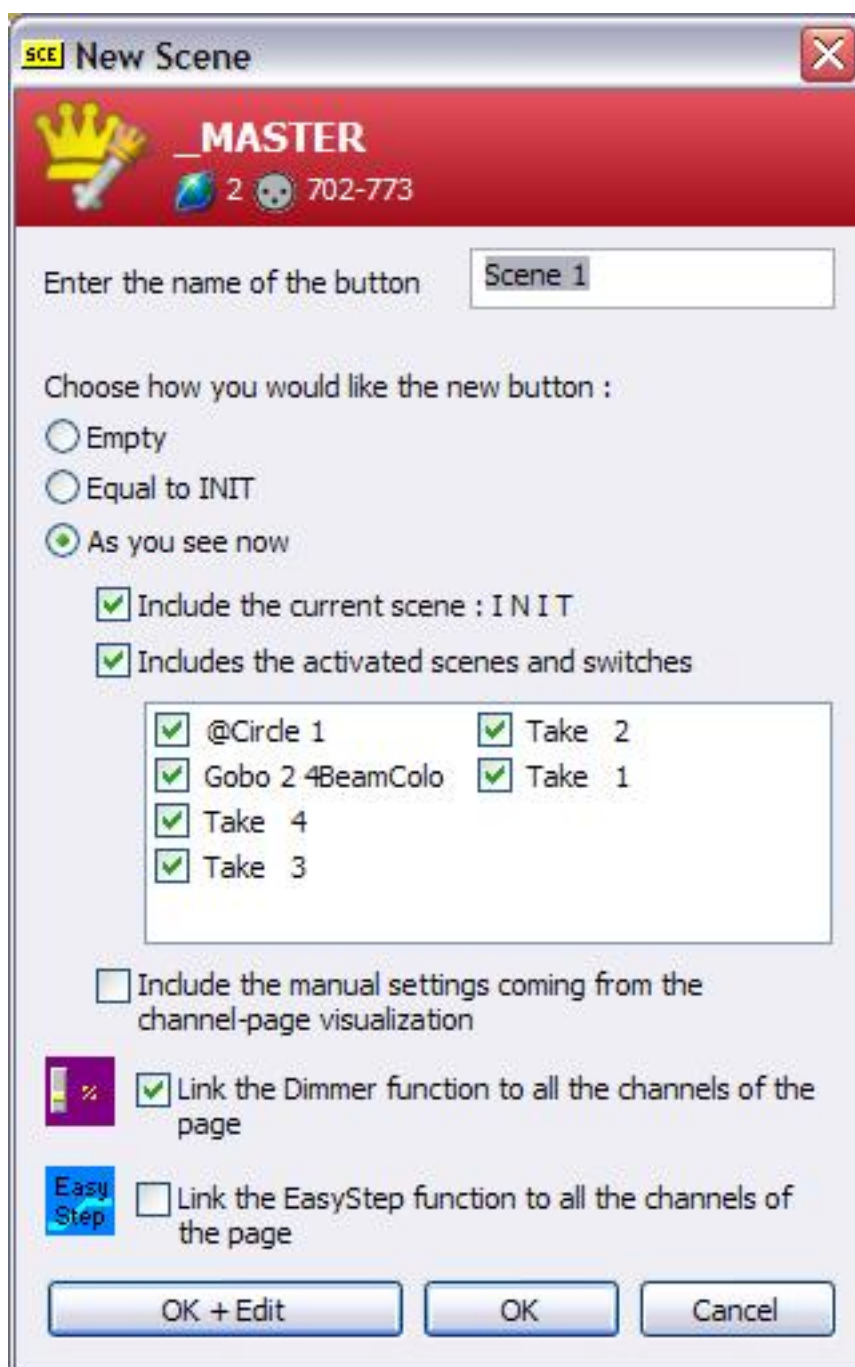 SCE New Scene
_MASTER
2 702-773
Enter the name of the button Scene 1
Choose how you would like the new button :
Empty
Equal to INIT
As you see now
Include the current scene : I N I T
Includes the activated scenes and switches
@Circle 1 Take 2
Gobo 2 4BeamColo Take 1
Take 4
Take 3
Include the manual settings coming from the
channel-page visualization
% Link the Dimmer function to all the channels of the
page
Easy
Step
Link the EasyStep function to all the channels of
the page
OK + Edit OK Cancel